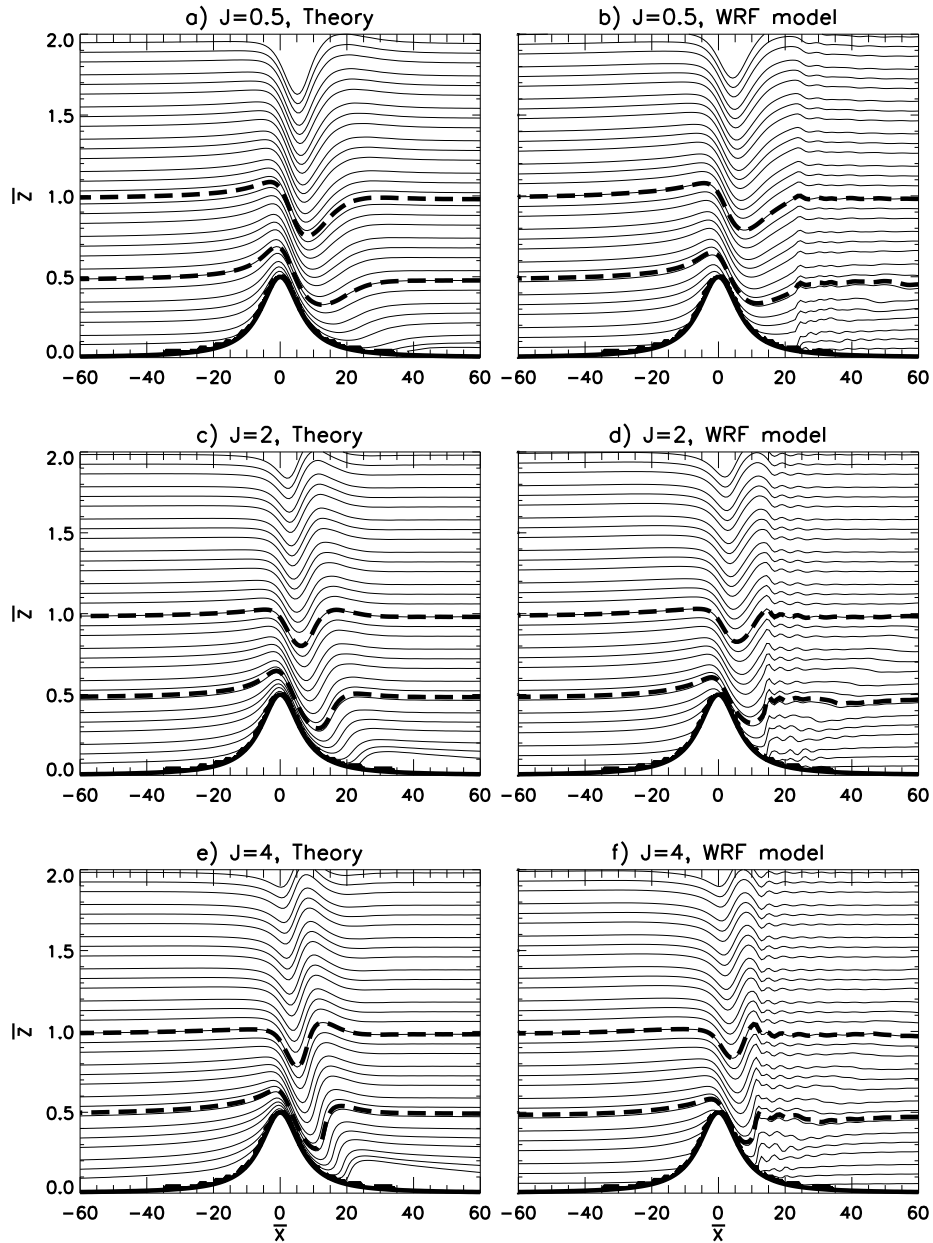 a) J=0.5, Theory
b) J=0.5, WRF model
2.0
1.5
1.0
0.5
0.0
z̅
−60 −40 −20 0 20 40 60
−60 −40 −20 0 20 40 60
c) J=2, Theory
d) J=2, WRF model
2.0
1.5
1.0
0.5
0.0
z̅
−60 −40 −20 0 20 40 60
−60 −40 −20 0 20 40 60
e) J=4, Theory
f) J=4, WRF model
2.0
1.5
1.0
0.5
0.0
z̅
−60 −40 −20 0 20 40 60
x̅
−60 −40 −20 0 20 40 60
x̅